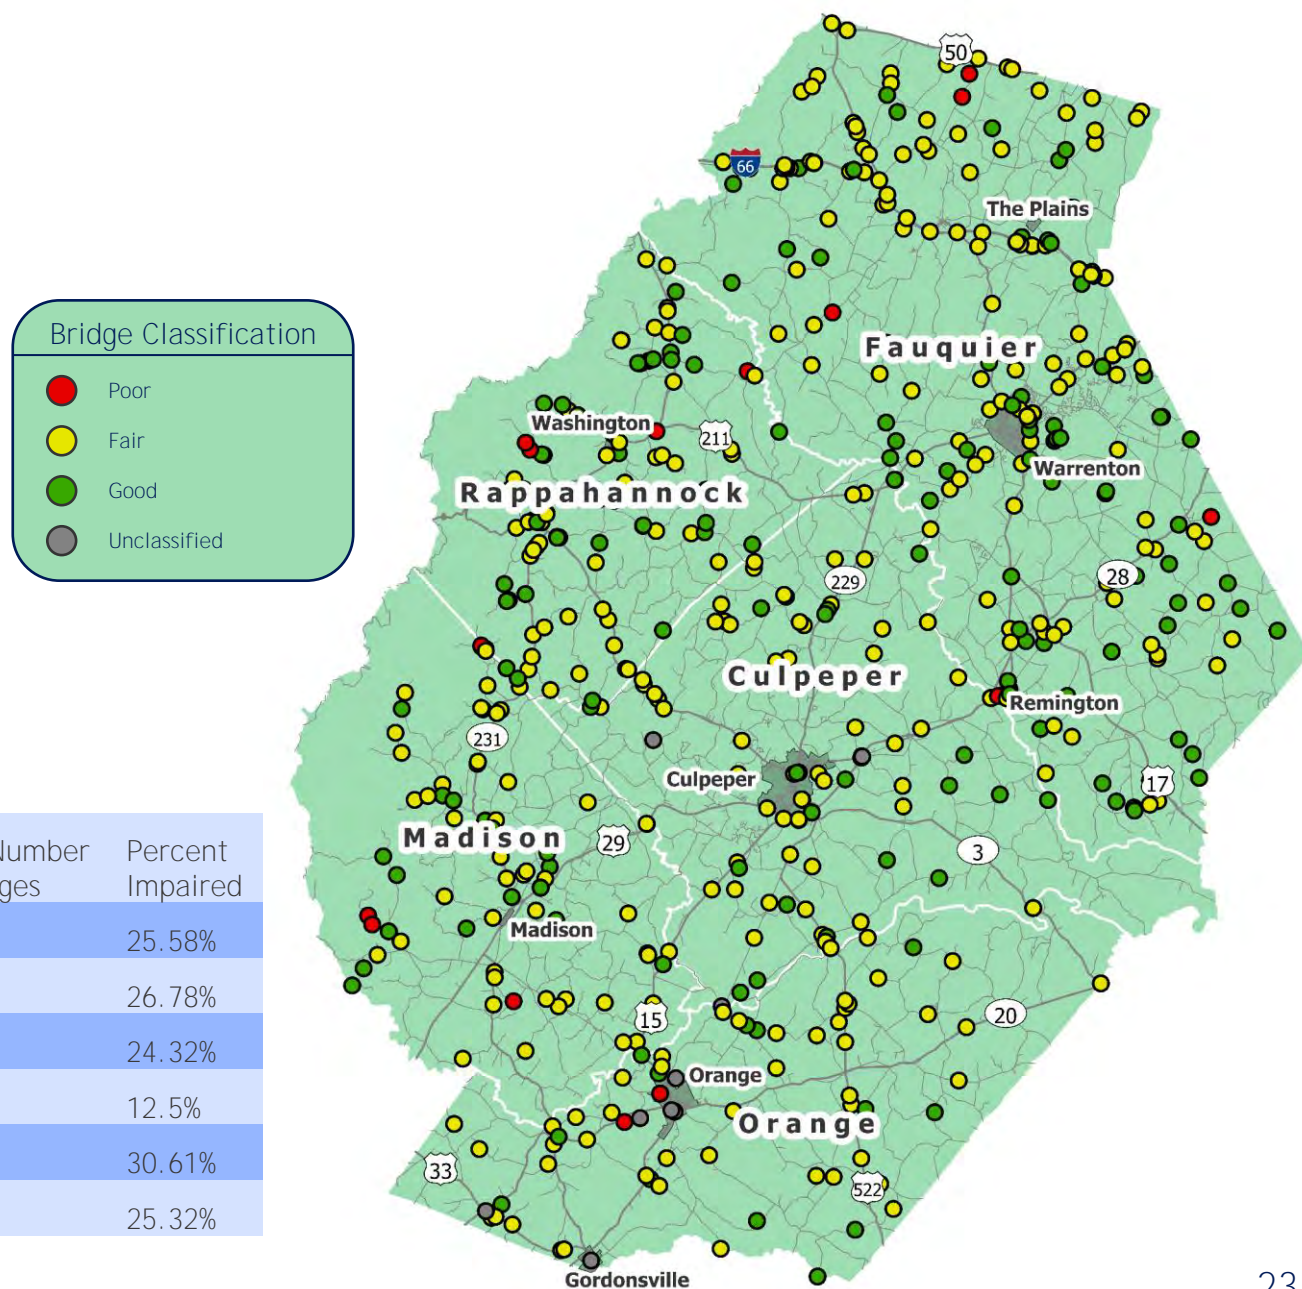 50
66
The Plains
Bridge Classification
Poor
Fair
Good
Unclassified
Fauquier
Washington
211
Warrenton
Rappahannock
229
28
Culpeper
Remington
231
Culpeper
17
Madison
29
3
Percent
Impaired
25.58%
26.78%
24.32%
12.5%
30.61%
25.32%
Madison
15
20
Orange
Orange
33
522
Gordonsville
23